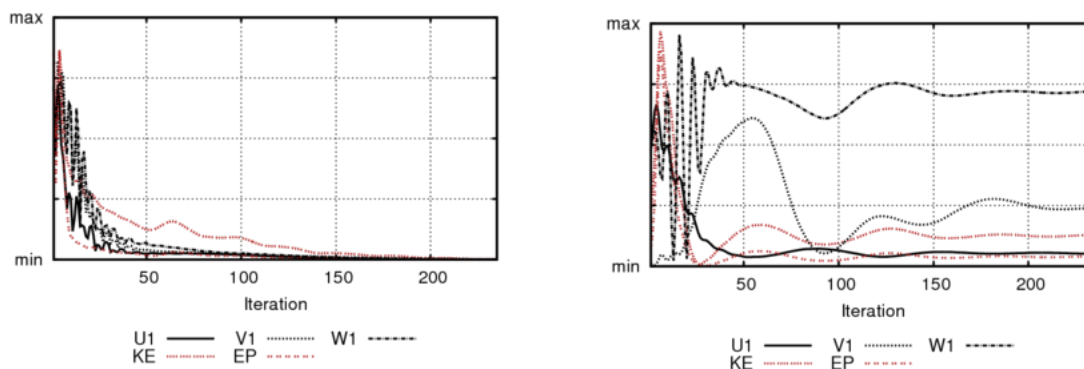 max
min
50 100 150 200
Iteration
U1 V1 W1
KE EP
max
min
50 100 150 200
Iteration
U1 V1 W1
KE EP